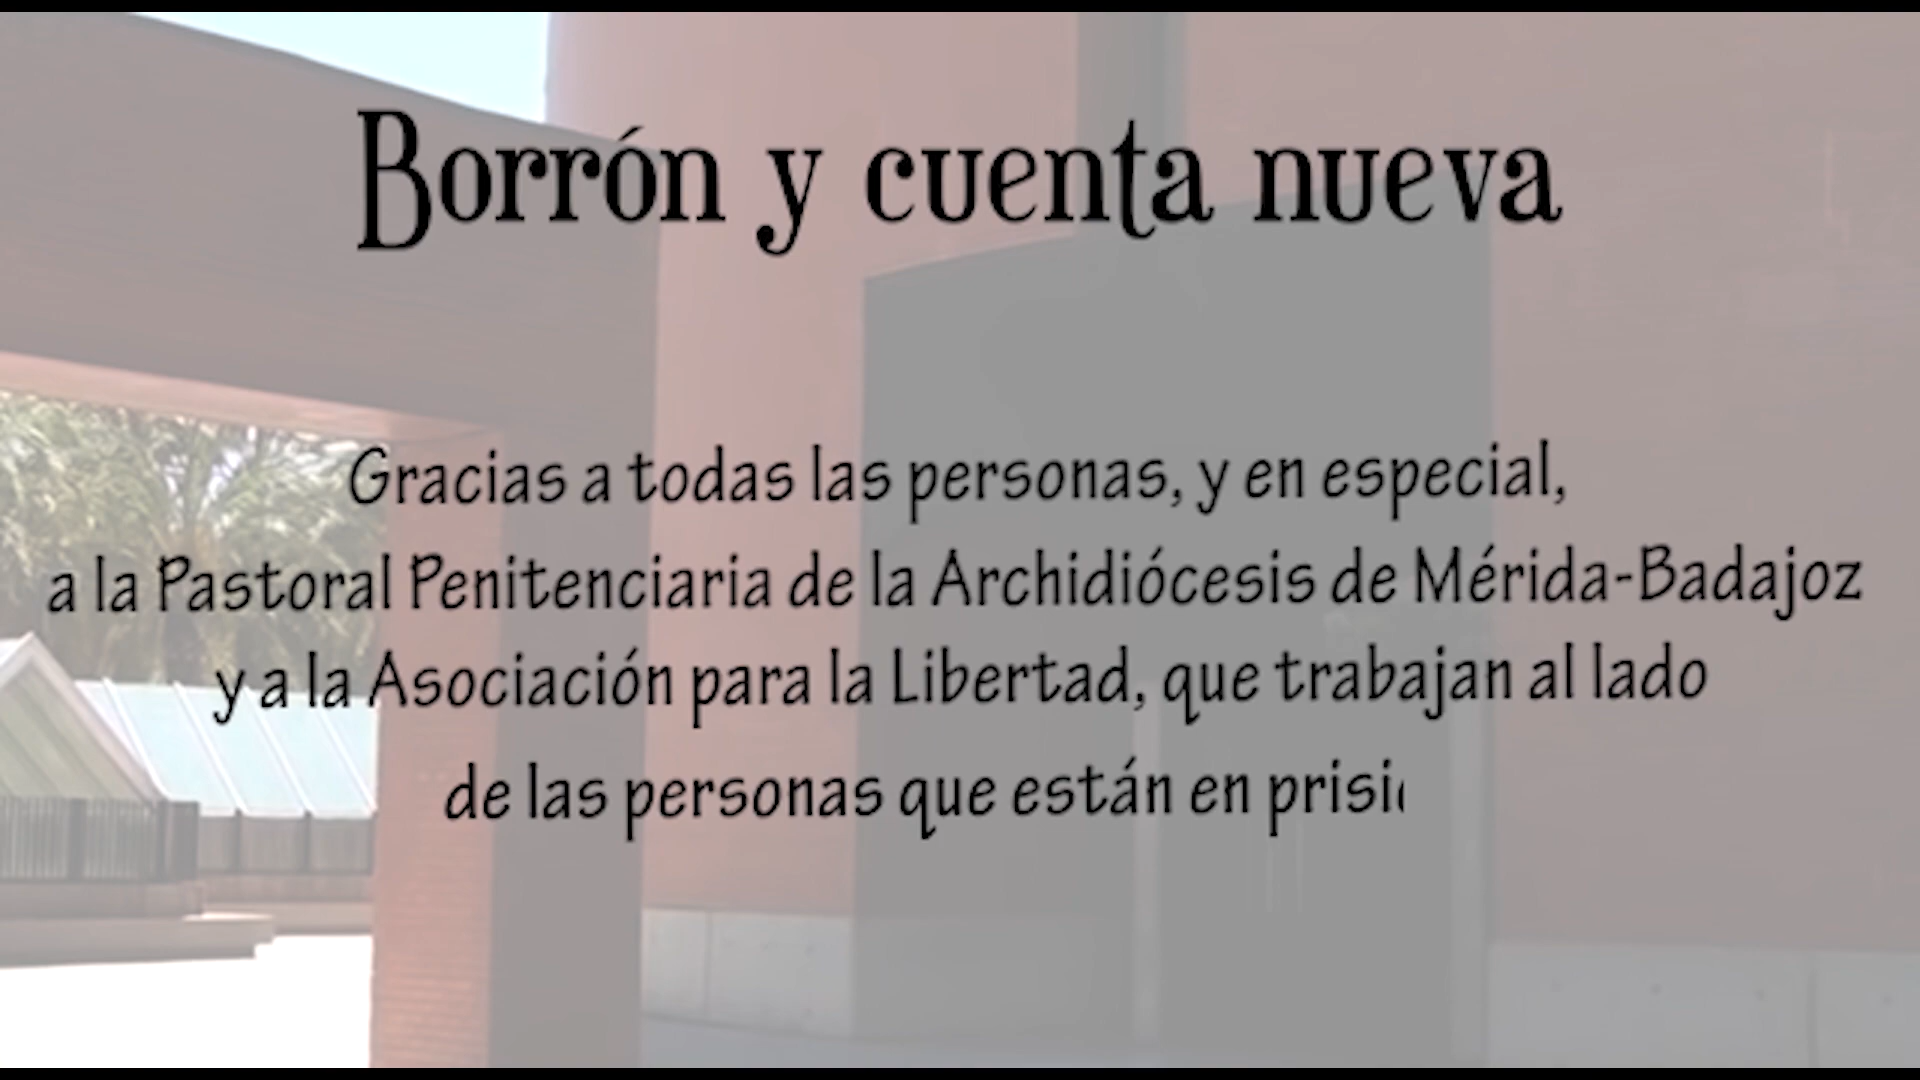 Borrón y cuenta nueva
Gracias a todas las personas, y en especial,
a la Pastoral Penitenciaria de la Archidiócesis de Mérida-Badajoz
y a la Asociación para la Libertad, que trabajan al lado
de las personas que están en prisi